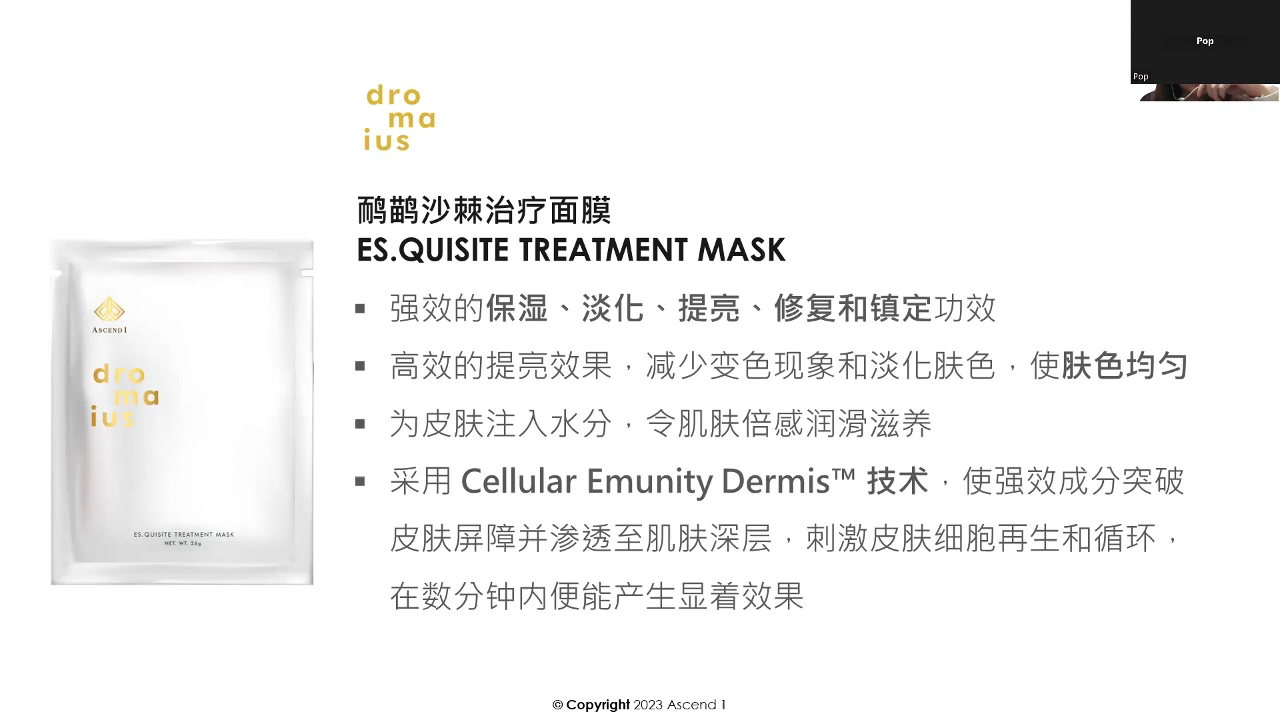 Pop
Pop
dro
ma
ius
鸸鹋沙棘治疗面膜
ES.QUISITE TREATMENT MASK
▪ 强效的保湿、淡化、提亮、修复和镇定功效
▪ 高效的提亮效果，减少变色现象和淡化肤色，使肤色均匀
▪ 为皮肤注入水分，令肌肤倍感润滑滋养
▪ 采用 Cellular Emunity Dermis™ 技术，使强效成分突破
皮肤屏障并渗透至肌肤深层，刺激皮肤细胞再生和循环，
在数分钟内便能产生显着效果
ASCEND1
dro
ma
ius
ES.QUISITE TREATMENT MASK
NET. WT. 26g
© Copyright 2023 Ascend 1